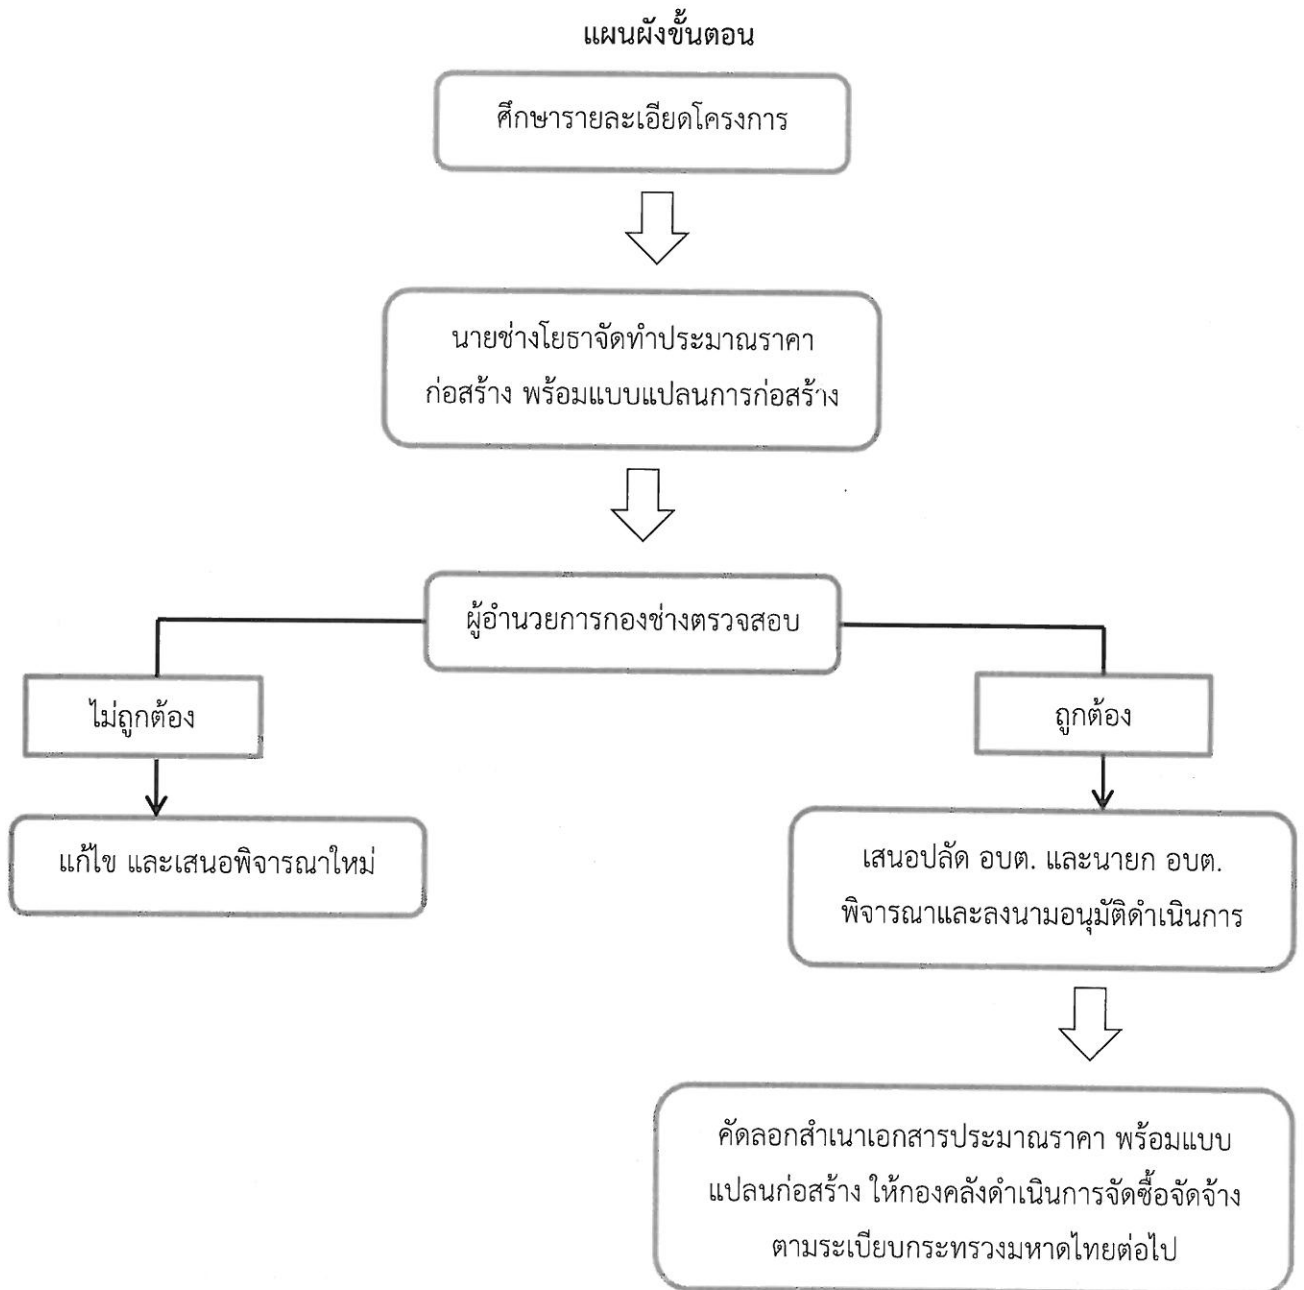 แผนผังขั้นตอน
ศึกษารายละเอียดโครงการ
นายช่างโยธาจัดทำประมาณราคา
ก่อสร้าง พร้อมแบบแปลนการก่อสร้าง
ผู้อำนวยการกองช่างตรวจสอบ
ไม่ถูกต้อง
ถูกต้อง
แก้ไข และเสนอพิจารณาใหม่
เสนอปลัด อบต. และนายก อบต.
พิจารณาและลงนามอนุมัติดำเนินการ
คัดลอกสำเนาเอกสารประมาณราคา พร้อมแบบ
แปลนก่อสร้าง ให้กองคลังดำเนินการจัดซื้อจัดจ้าง
ตามระเบียบกระทรวงมหาดไทยต่อไป